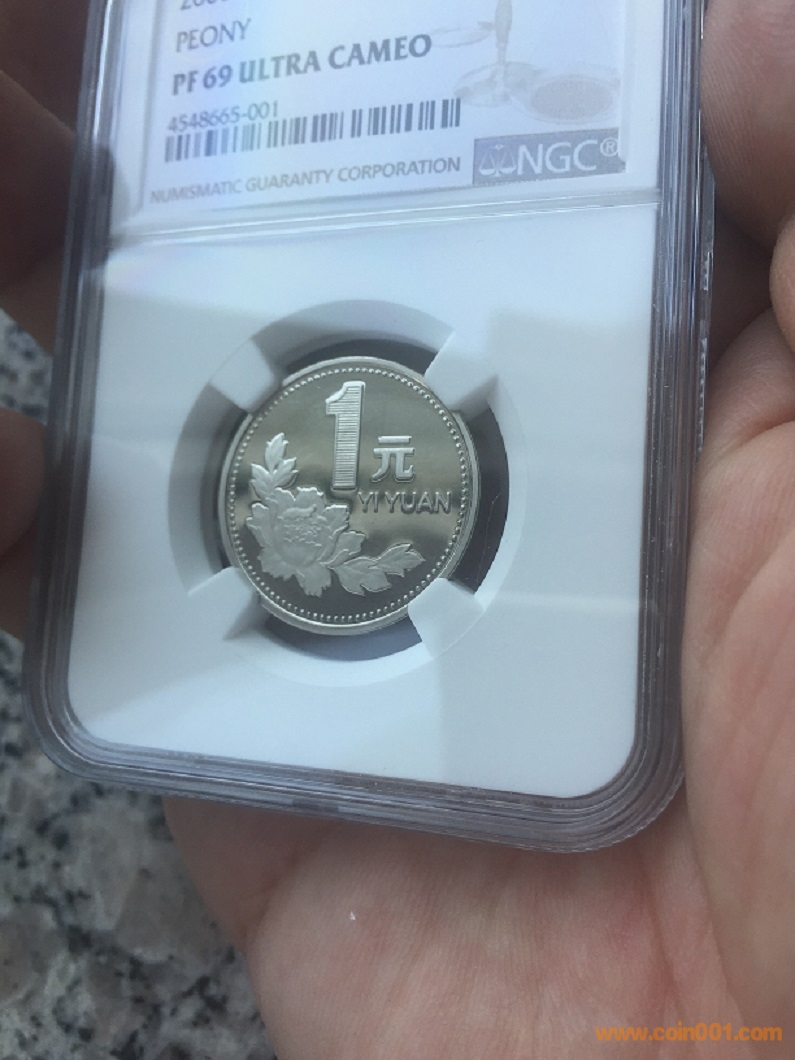 PEONY
PF 69 ULTRA CAMEO
4548665-001
NUMISMATIC GUARANTY CORPORATION
NGC®
1元
YI YUAN
www.coin001.com